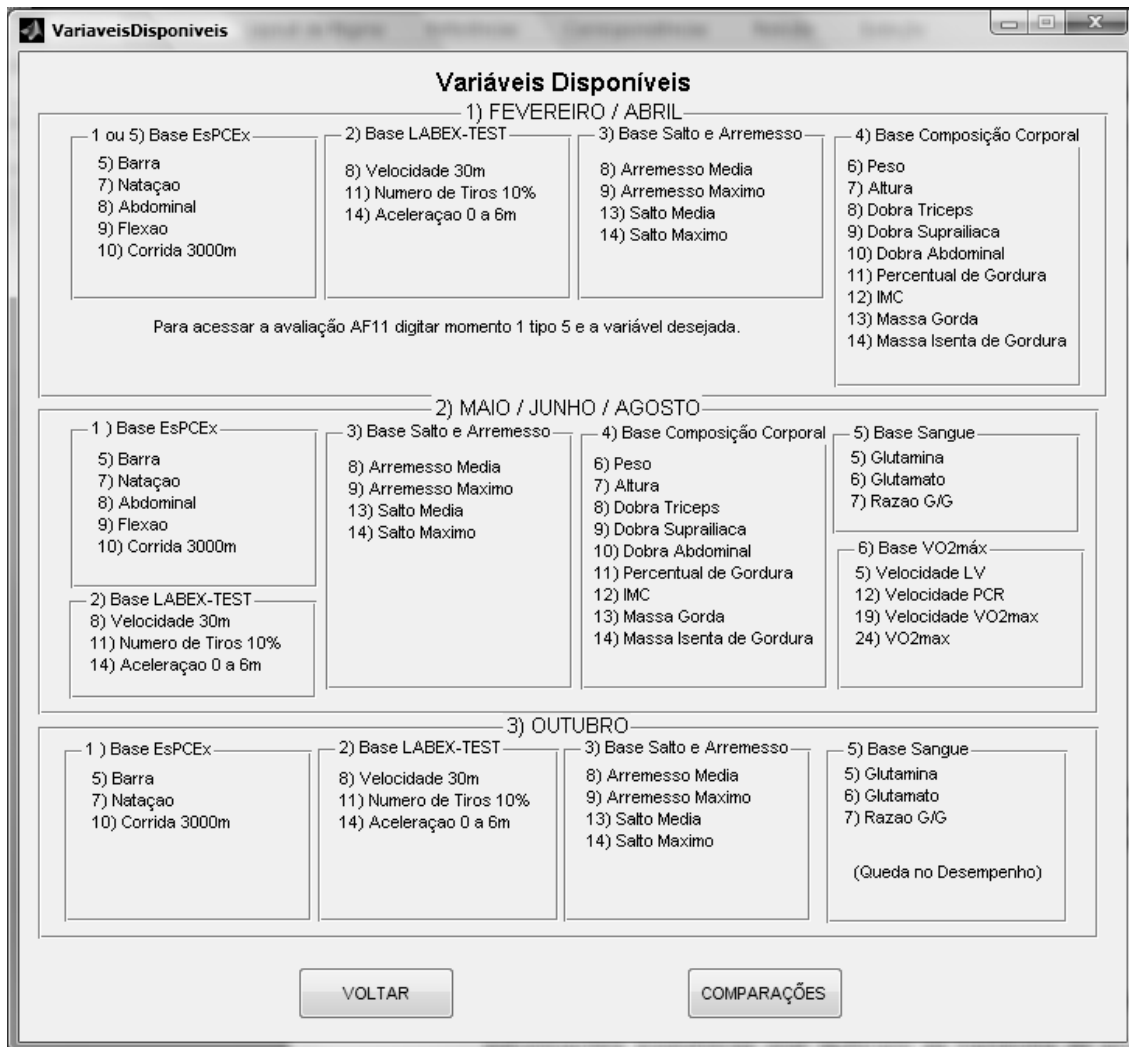 VariaveisDisponiveis
Variáveis Disponíveis
1) FEVEREIRO / ABRIL
1 ou 5) Base EsPCEx
5) Barra
7) Nataçao
8) Abdominal
9) Flexao
10) Corrida 3000m
2) Base LABEX-TEST
8) Velocidade 30m
11) Numero de Tiros 10%
14) Aceleraçao 0 a 6m
3) Base Salto e Arremesso
8) Arremesso Media
9) Arremesso Maximo
13) Salto Media
14) Salto Maximo
4) Base Composição Corporal
6) Peso
7) Altura
8) Dobra Triceps
9) Dobra Suprailiaca
10) Dobra Abdominal
11) Percentual de Gordura
12) IMC
13) Massa Gorda
14) Massa Isenta de Gordura
Para acessar a avaliação AF11 digitar momento 1 tipo 5 e a variável desejada.
2) MAIO / JUNHO / AGOSTO
1 ) Base EsPCEx
5) Barra
7) Nataçao
8) Abdominal
9) Flexao
10) Corrida 3000m
2) Base LABEX-TEST
8) Velocidade 30m
11) Numero de Tiros 10%
14) Aceleraçao 0 a 6m
3) Base Salto e Arremesso
8) Arremesso Media
9) Arremesso Maximo
13) Salto Media
14) Salto Maximo
4) Base Composição Corporal
6) Peso
7) Altura
8) Dobra Triceps
9) Dobra Suprailiaca
10) Dobra Abdominal
11) Percentual de Gordura
12) IMC
13) Massa Gorda
14) Massa Isenta de Gordura
5) Base Sangue
5) Glutamina
6) Glutamato
7) Razao G/G
6) Base VO2máx
5) Velocidade LV
12) Velocidade PCR
19) Velocidade VO2max
24) VO2max
3) OUTUBRO
1 ) Base EsPCEx
5) Barra
7) Nataçao
10) Corrida 3000m
2) Base LABEX-TEST
8) Velocidade 30m
11) Numero de Tiros 10%
14) Aceleraçao 0 a 6m
3) Base Salto e Arremesso
8) Arremesso Media
9) Arremesso Maximo
13) Salto Media
14) Salto Maximo
5) Base Sangue
5) Glutamina
6) Glutamato
7) Razao G/G
(Queda no Desempenho)
VOLTAR
COMPARAÇÕES